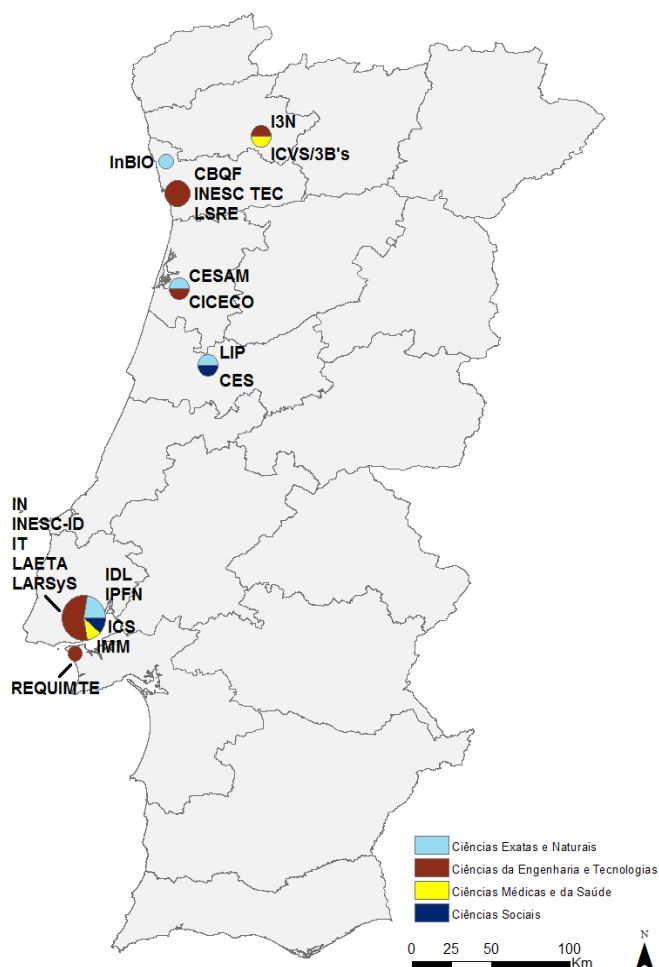 I3N
ICVS/3B's
InBIO
CBQF
INESC TEC
LSRE
CESAM
CICECO
LIP
CES
IN
INESC-ID
IT
LAETA
LARSyS
IDL
IPFN
ICS
IMM
REQUIMTE
Ciências Exatas e Naturais
Ciências da Engenharia e Tecnologias
Ciências Médicas e da Saúde
Ciências Sociais
N
0 25 50 100
Km